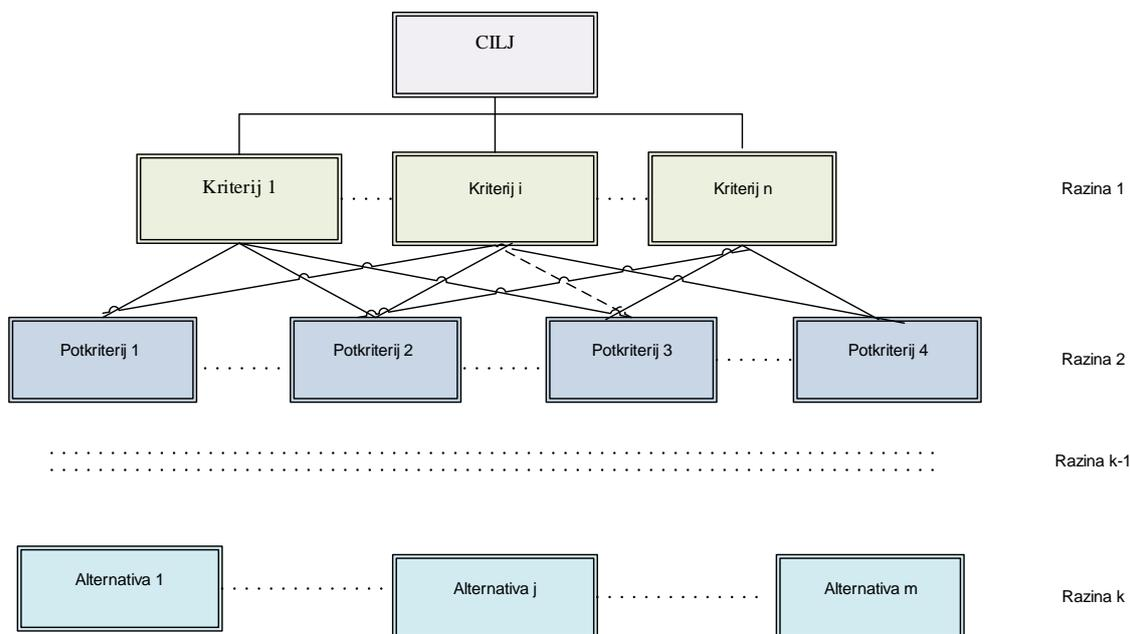 CILJ
Kriterij 1
Kriterij i
Kriterij n
Razina 1
Potkriterij 1
Potkriterij 2
Potkriterij 3
Potkriterij 4
Razina 2
Razina k-1
Alternativa 1
Alternativa j
Alternativa m
Razina k